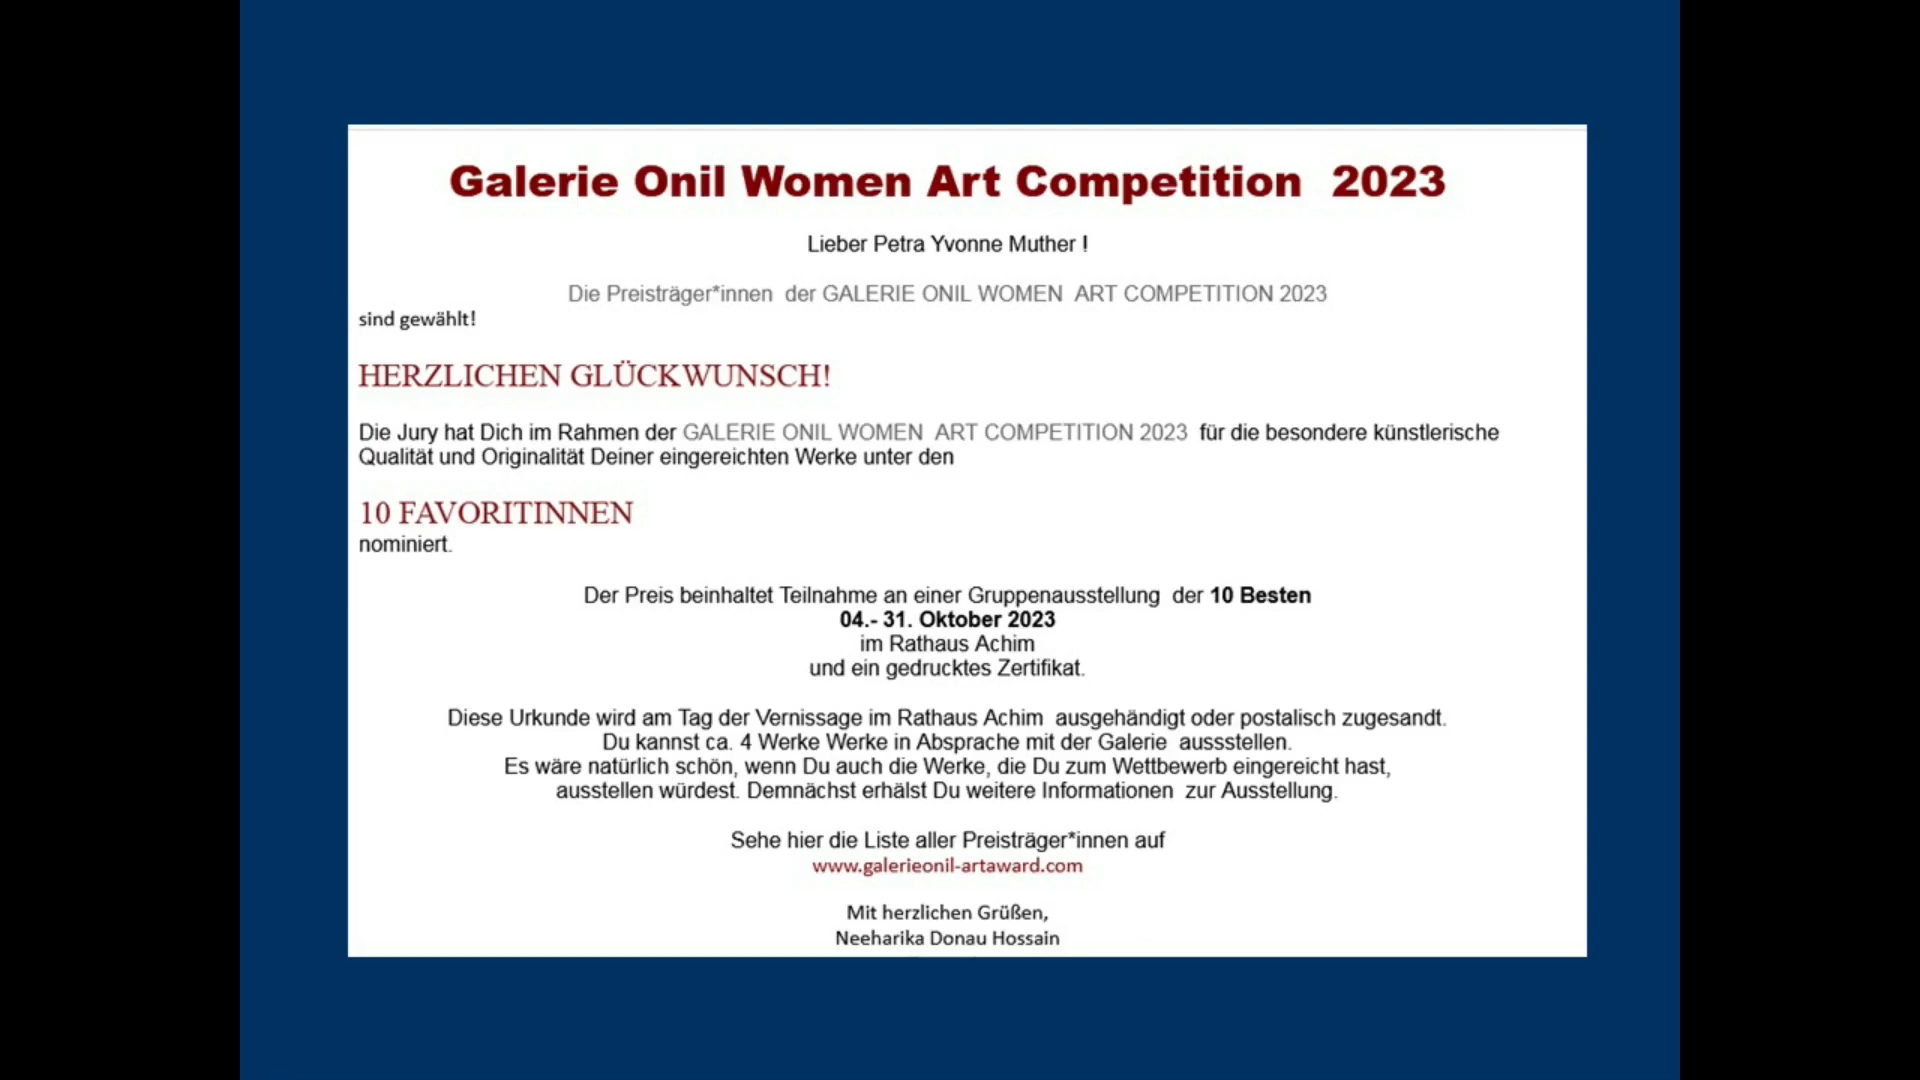 Galerie Onil Women Art Competition 2023
Lieber Petra Yvonne Muther !
Die Preisträger*innen der GALERIE ONIL WOMEN ART COMPETITION 2023
sind gewählt!
HERZLICHEN GLÜCKWUNSCH!
Die Jury hat Dich im Rahmen der GALERIE ONIL WOMEN ART COMPETITION 2023 für die besondere künstlerische
Qualität und Originalität Deiner eingereichten Werke unter den
10 FAVORITINNEN
nominiert.
Der Preis beinhaltet Teilnahme an einer Gruppenausstellung der 10 Besten
04.- 31. Oktober 2023
im Rathaus Achim
und ein gedrucktes Zertifikat.
Diese Urkunde wird am Tag der Vernissage im Rathaus Achim ausgehändigt oder postalisch zugesandt.
Du kannst ca. 4 Werke Werke in Absprache mit der Galerie aussstellen.
Es wäre natürlich schön, wenn Du auch die Werke, die Du zum Wettbewerb eingereicht hast,
ausstellen würdest. Demnächst erhälst Du weitere Informationen zur Ausstellung.
Sehe hier die Liste aller Preisträger*innen auf
www.galerieonil-artaward.com
Mit herzlichen Grüßen,
Neeharika Donau Hossain